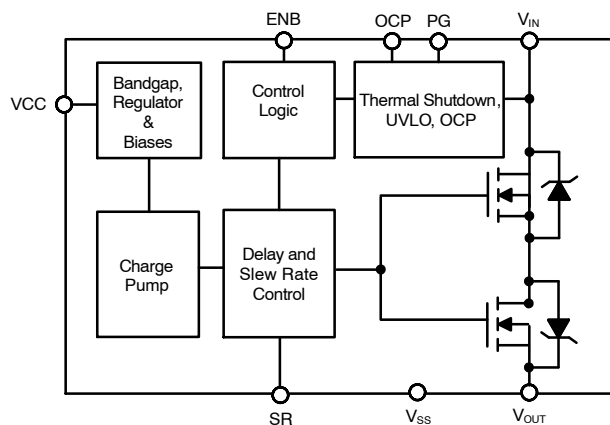 ENB
OCP
PG
VIN
VCC
Bandgap,
Regulator
&
Biases
Control
Logic
Thermal Shutdown,
UVLO, OCP
Charge
Pump
Delay and
Slew Rate
Control
SR
VSS
VOUT